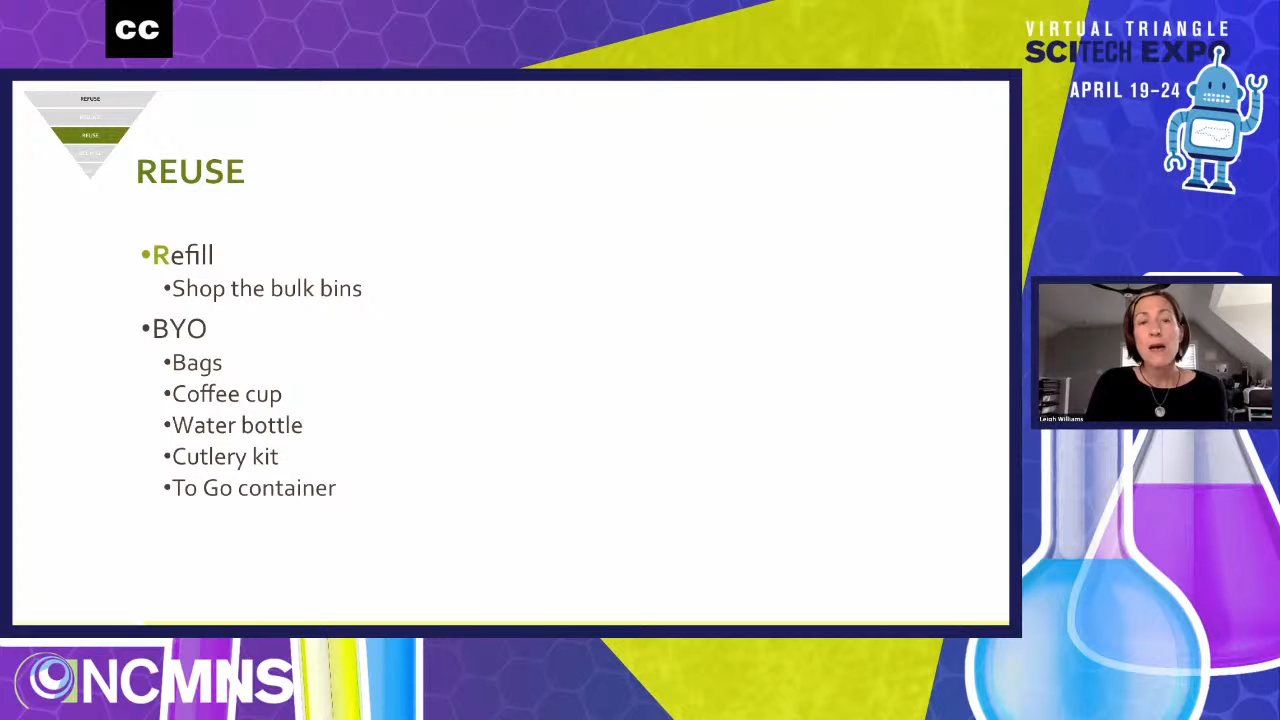 CC
VIRTUAL TRIANGLE
SCITECH EXPO
APRIL 19–24
REFUSE
REUSE
REUSE
•Refill
•Shop the bulk bins
•BYO
•Bags
•Coffee cup
•Water bottle
•Cutlery kit
•To Go container
Leigh Williams
NCMNS